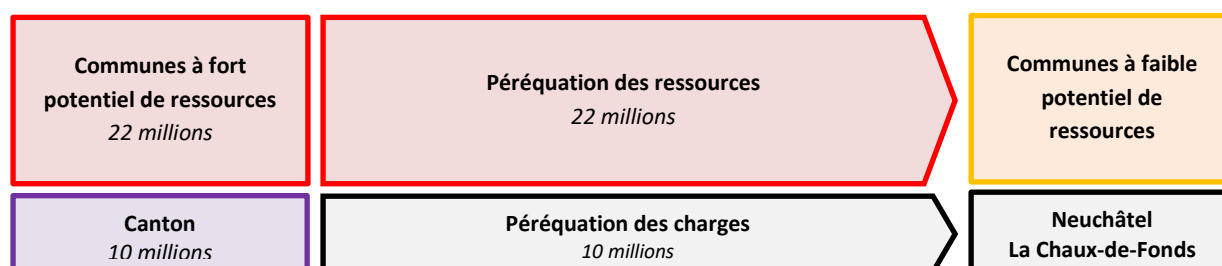 Communes à fort
potentiel de ressources
22 millions
Péréquation des ressources
22 millions
Communes à faible
potentiel de
ressources
Canton
10 millions
Péréquation des charges
10 millions
Neuchâtel
La Chaux-de-Fonds